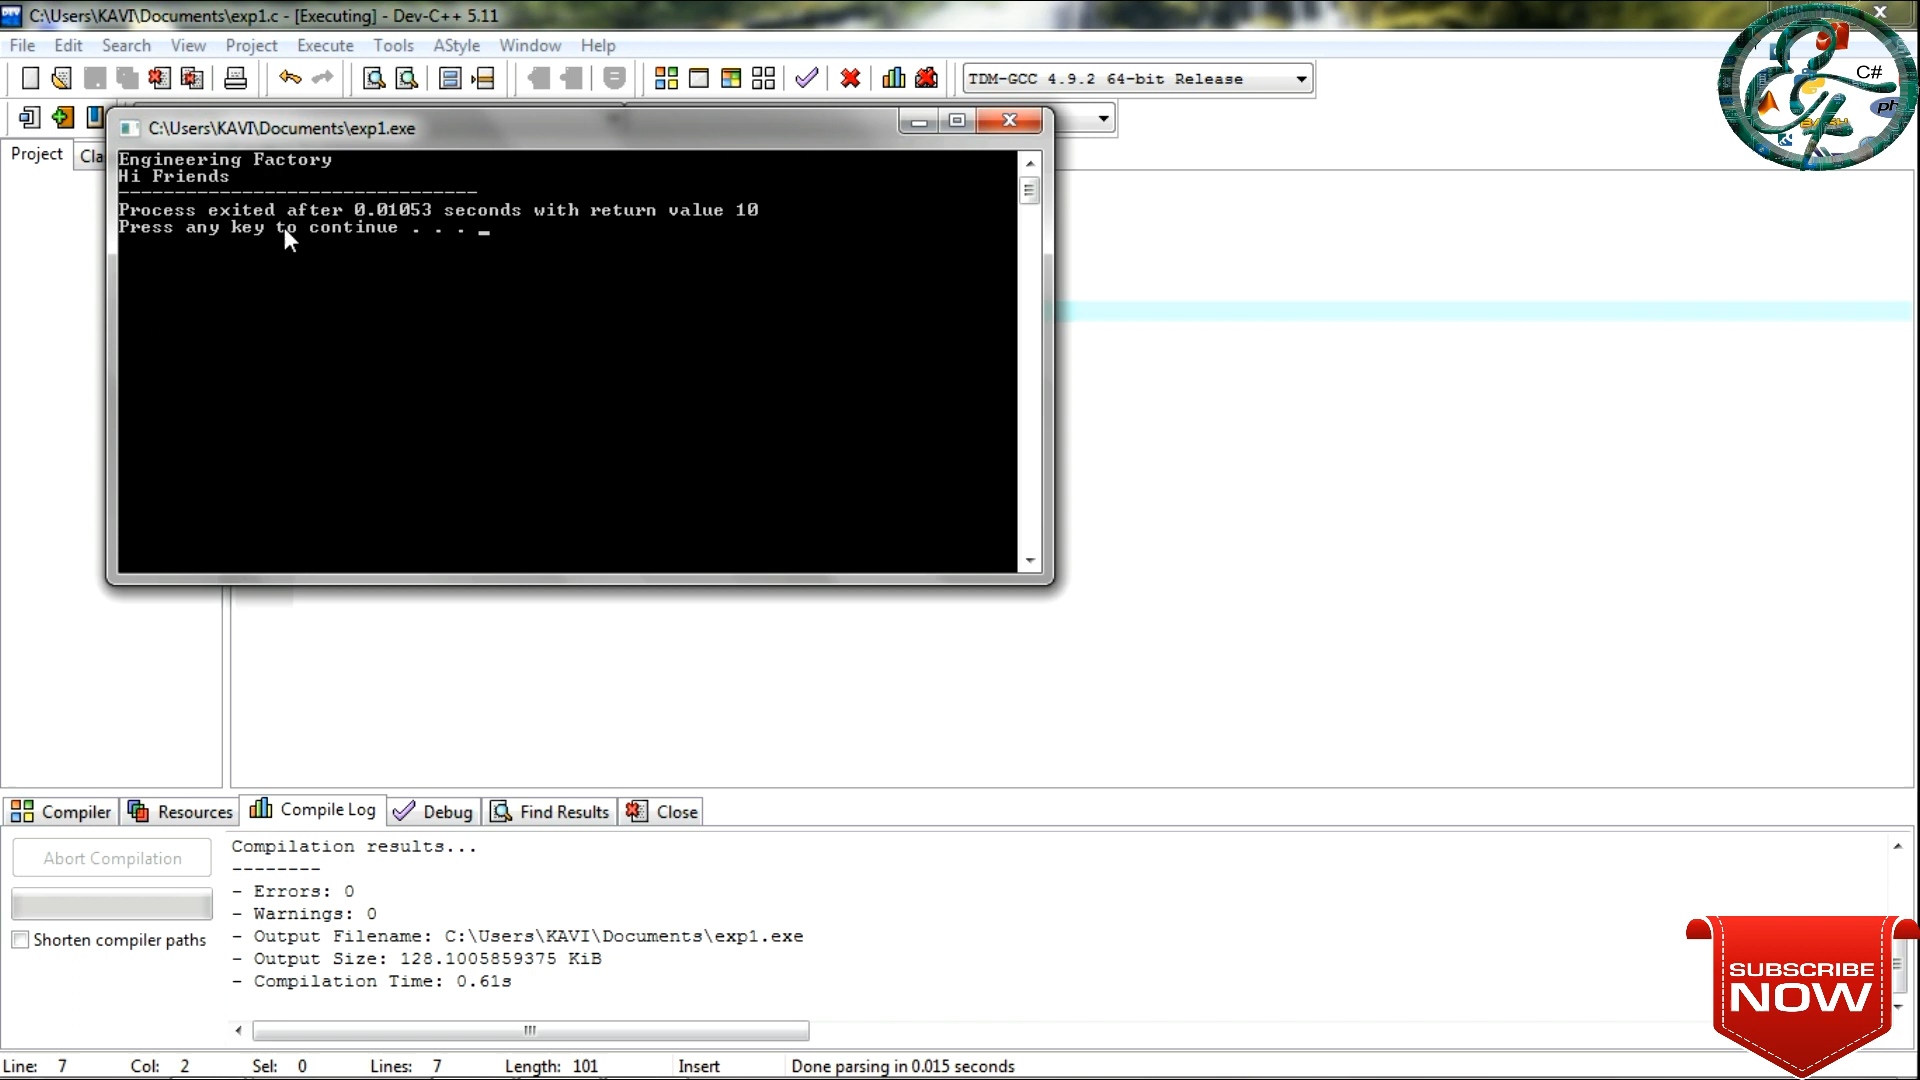 C:\Users\KAVI\Documents\exp1.c - [Executing] - Dev-C++ 5.11
File Edit Search View Project Execute Tools AStyle Window Help
TDM-GCC 4.9.2 64-bit Release
C#
C:\Users\KAVI\Documents\exp1.exe
Project Cla
Engineering Factory
Hi Friends
--------------------------------
Process exited after 0.01053 seconds with return value 10
Press any key to continue . . . _
Compiler Resources Compile Log Debug Find Results Close
Abort Compilation
Shorten compiler paths
Compilation results...
--------
- Errors: 0
- Warnings: 0
- Output Filename: C:\Users\KAVI\Documents\exp1.exe
- Output Size: 128.1005859375 KiB
- Compilation Time: 0.61s
SUBSCRIBE
NOW
Line: 7 Col: 2 Sel: 0 Lines: 7 Length: 101 Insert Done parsing in 0.015 seconds